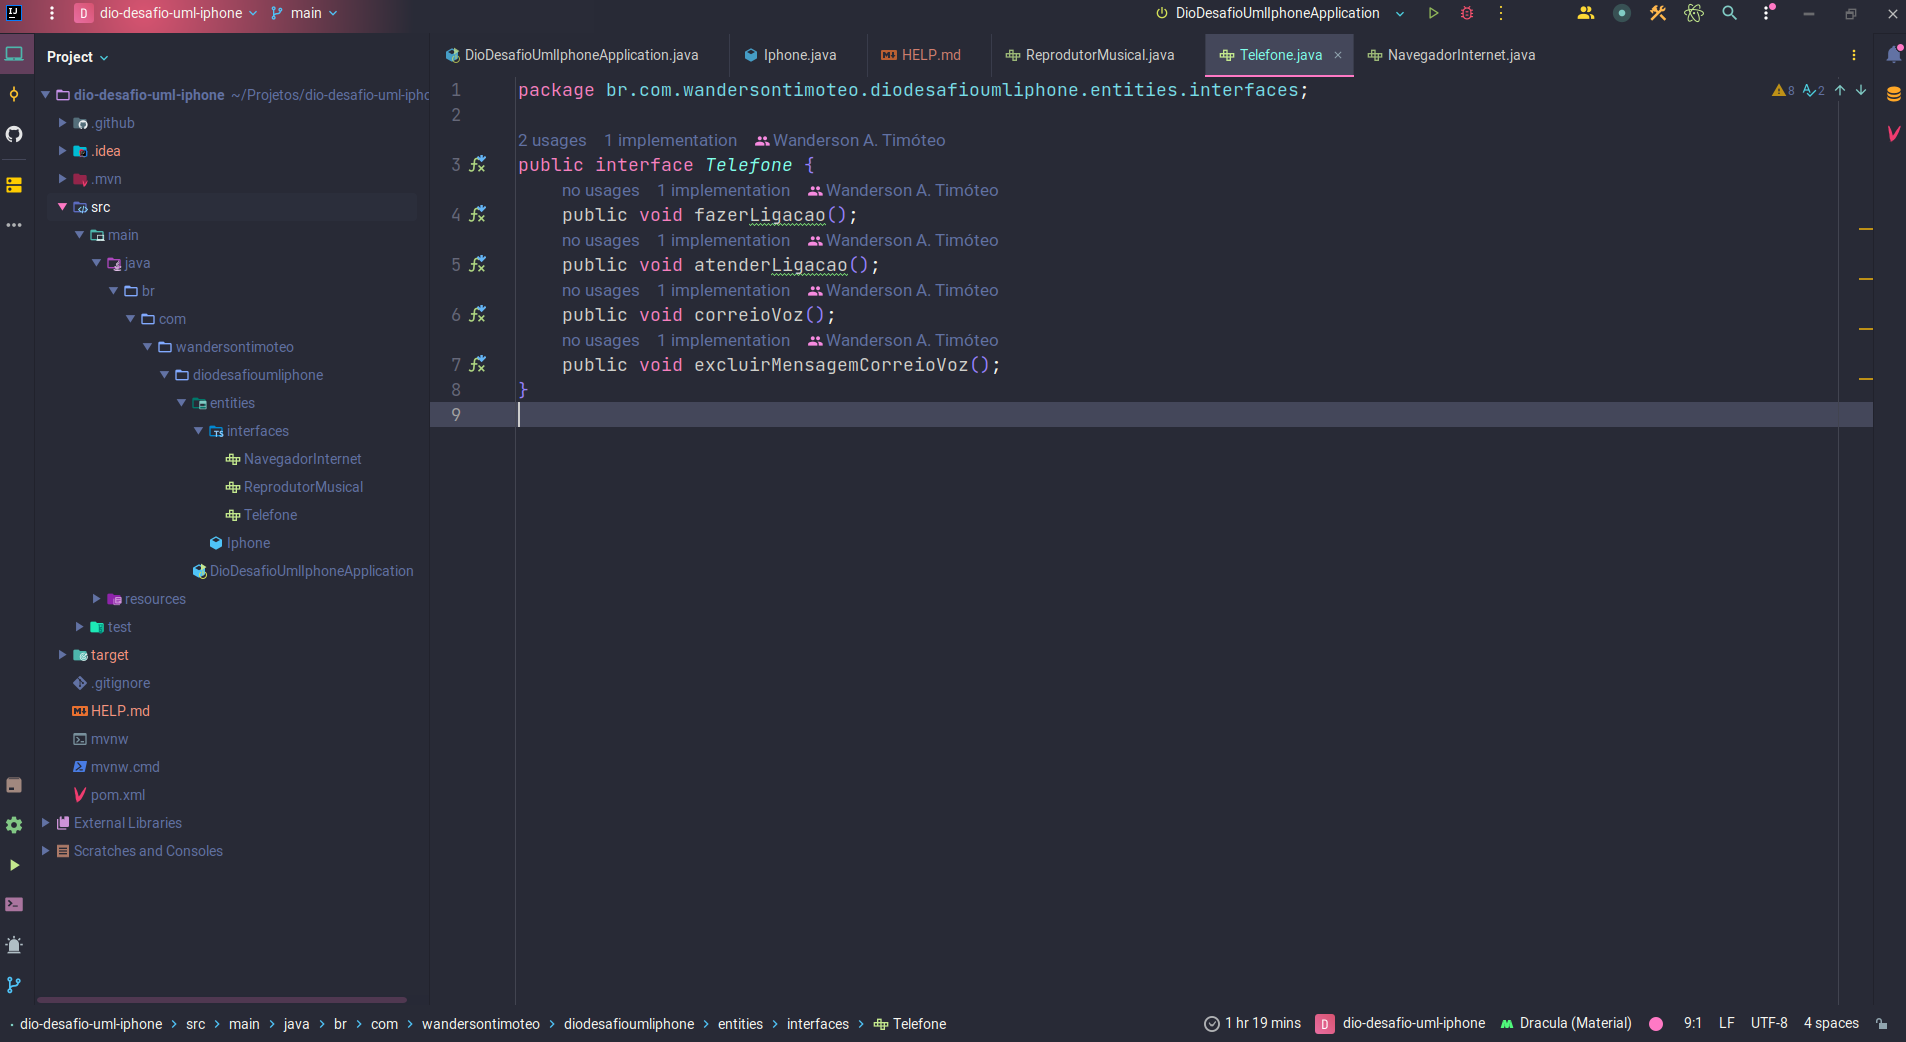 D dio-desafio-uml-iphone main DioDesafioUmlIphoneApplication
Project
dio-desafio-uml-iphone ~/Projetos/dio-desafio-uml-ipho
.github
.idea
.mvn
src
main
java
br
com
wandersontimoteo
diodesafioumliphone
entities
interfaces
NavegadorInternet
ReprodutorMusical
Telefone
Iphone
DioDesafioUmlIphoneApplication
resources
test
target
.gitignore
HELP.md
mvnw
mvnw.cmd
pom.xml
External Libraries
Scratches and Consoles
DioDesafioUmlIphoneApplication.java Iphone.java HELP.md ReprodutorMusical.java Telefone.java NavegadorInternet.java
1 package br.com.wandersontimoteo.diodesafioumliphone.entities.interfaces; 8 2
2
2 usages 1 implementation Wanderson A. Timóteo
3 public interface Telefone {
no usages 1 implementation Wanderson A. Timóteo
4 public void fazerLigacao();
no usages 1 implementation Wanderson A. Timóteo
5 public void atenderLigacao();
no usages 1 implementation Wanderson A. Timóteo
6 public void correioVoz();
no usages 1 implementation Wanderson A. Timóteo
7 public void excluirMensagemCorreioVoz();
8 }
9
dio-desafio-uml-iphone > src > main > java > br > com > wandersontimoteo > diodesafioumliphone > entities > interfaces > Telefone 1 hr 19 mins D dio-desafio-uml-iphone Dracula (Material) 9:1 LF UTF-8 4 spaces